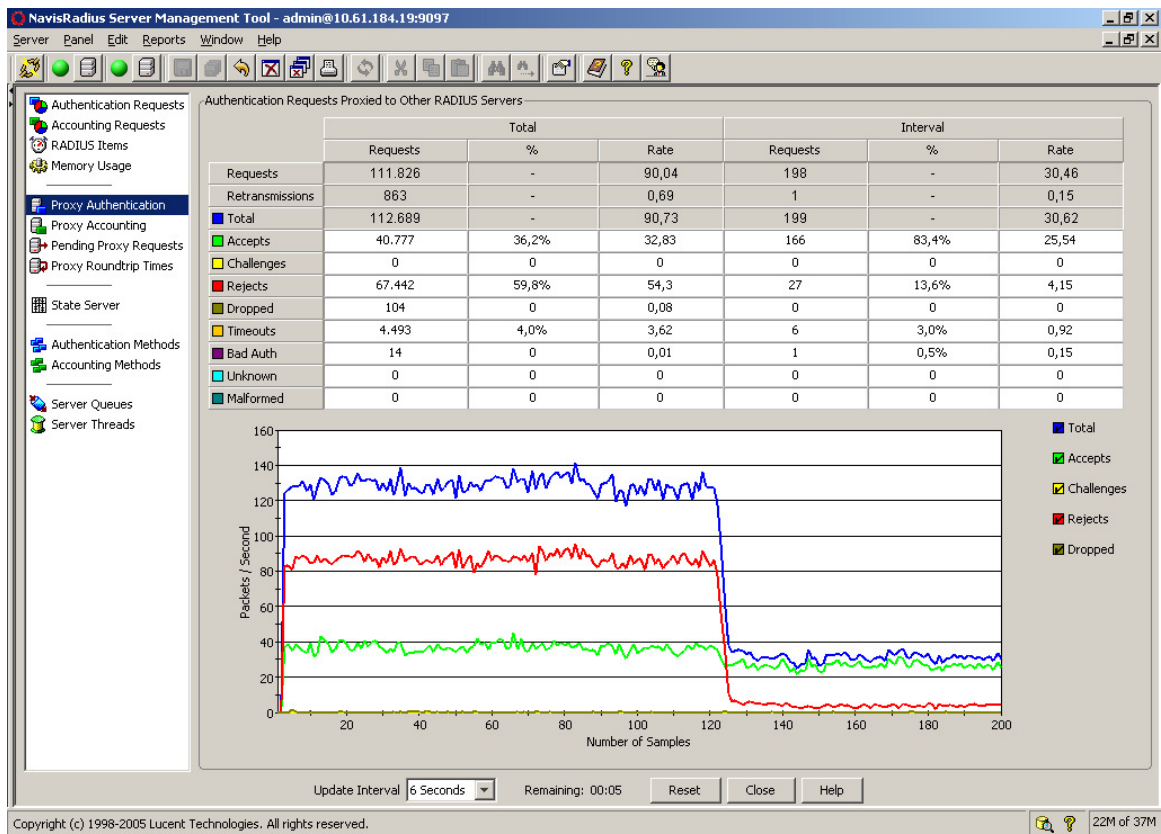 NavisRadius Server Management Tool - admin@10.61.184.19:9097
Server Panel Edit Reports Window Help
Authentication Requests
Accounting Requests
RADIUS Items
Memory Usage
Proxy Authentication
Proxy Accounting
Pending Proxy Requests
Proxy Roundtrip Times
State Server
Authentication Methods
Accounting Methods
Server Queues
Server Threads
Authentication Requests Proxied to Other RADIUS Servers
Total Interval
Requests % Rate Requests % Rate
Requests 111.826 - 90,04 198 - 30,46
Retransmissions 863 - 0,69 1 - 0,15
Total 112.689 - 90,73 199 - 30,62
Accepts 40.777 36,2% 32,83 166 83,4% 25,54
Challenges 0 0 0 0 0 0
Rejects 67.442 59,8% 54,3 27 13,6% 4,15
Dropped 104 0 0,08 0 0 0
Timeouts 4.493 4,0% 3,62 6 3,0% 0,92
Bad Auth 14 0 0,01 1 0,5% 0,15
Unknown 0 0 0 0 0 0
Malformed 0 0 0 0 0 0
Packets / Second
160
140
120
100
80
60
40
20
0
20 40 60 80 100 120 140 160 180 200
Number of Samples
Total
Accepts
Challenges
Rejects
Dropped
Update Interval 6 Seconds Remaining: 00:05 Reset Close Help
Copyright (c) 1998-2005 Lucent Technologies. All rights reserved. 22M of 37M